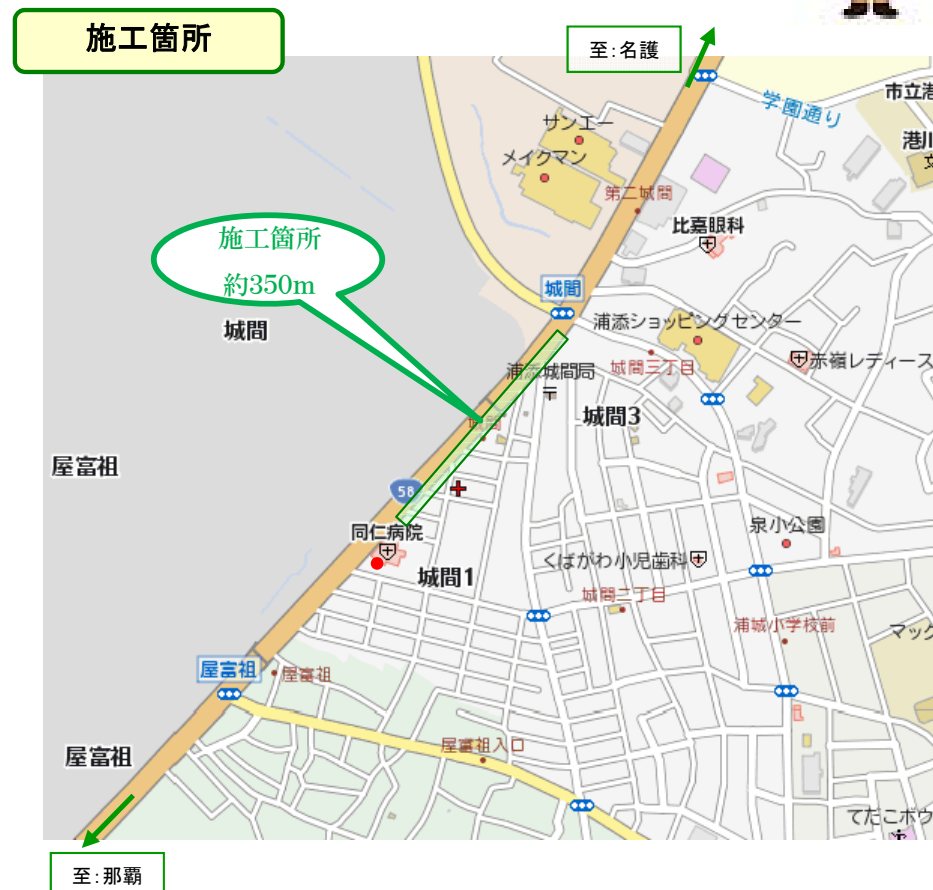 施工箇所
至：名護
学園通り
市立港
港川
サンエー
メイクマン
第二城間
比嘉眼科
施工箇所
約350m
城間
城間
浦添ショッピングセンター
浦添城間局
城間三丁目
赤嶺レディース
城間3
城間
屋富祖
58
泉小公園
同仁病院
くばがわ小児歯科
城間1
城間二丁目
浦城小学校前
マック
屋富祖
屋富祖
屋富祖入口
屋富祖
てだこボウ
至：那覇